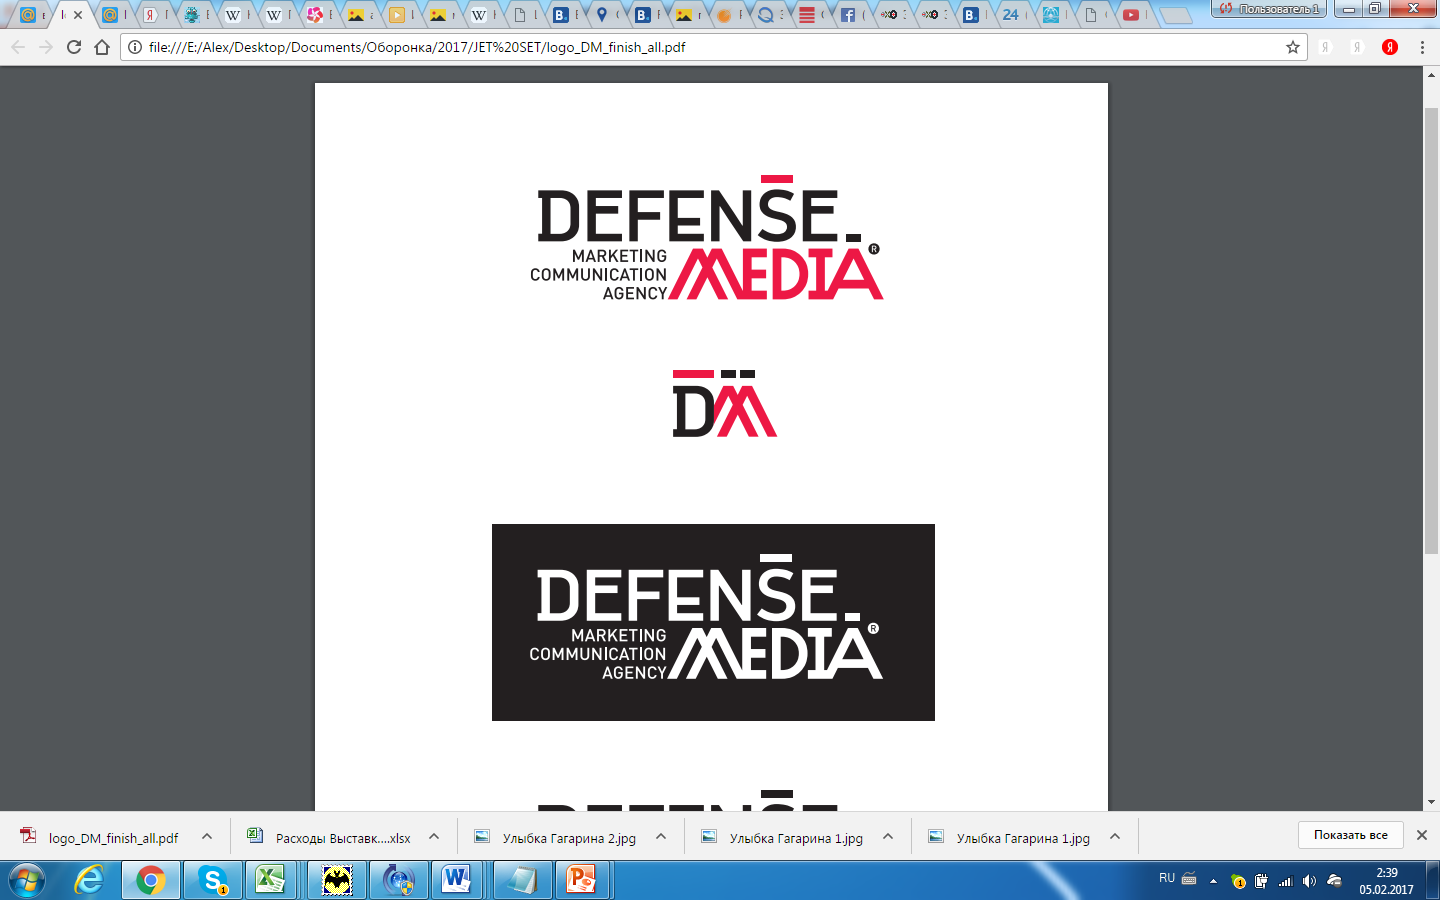 Пользователь 1
file:///E:/Alex/Desktop/Documents/Оборонка/2017/JET%20SET/logo_DM_finish_all.pdf
DEFENSE
MARKETING
COMMUNICATION
AGENCY
MEDIA®
DM
DEFENSE
MARKETING
COMMUNICATION
AGENCY
MEDIA®
logo_DM_finish_all.pdf
Расходы Выставк....xlsx
Улыбка Гагарина 2.jpg
Улыбка Гагарина 1.jpg
Улыбка Гагарина 1.jpg
Показать все
RU
2:39
05.02.2017